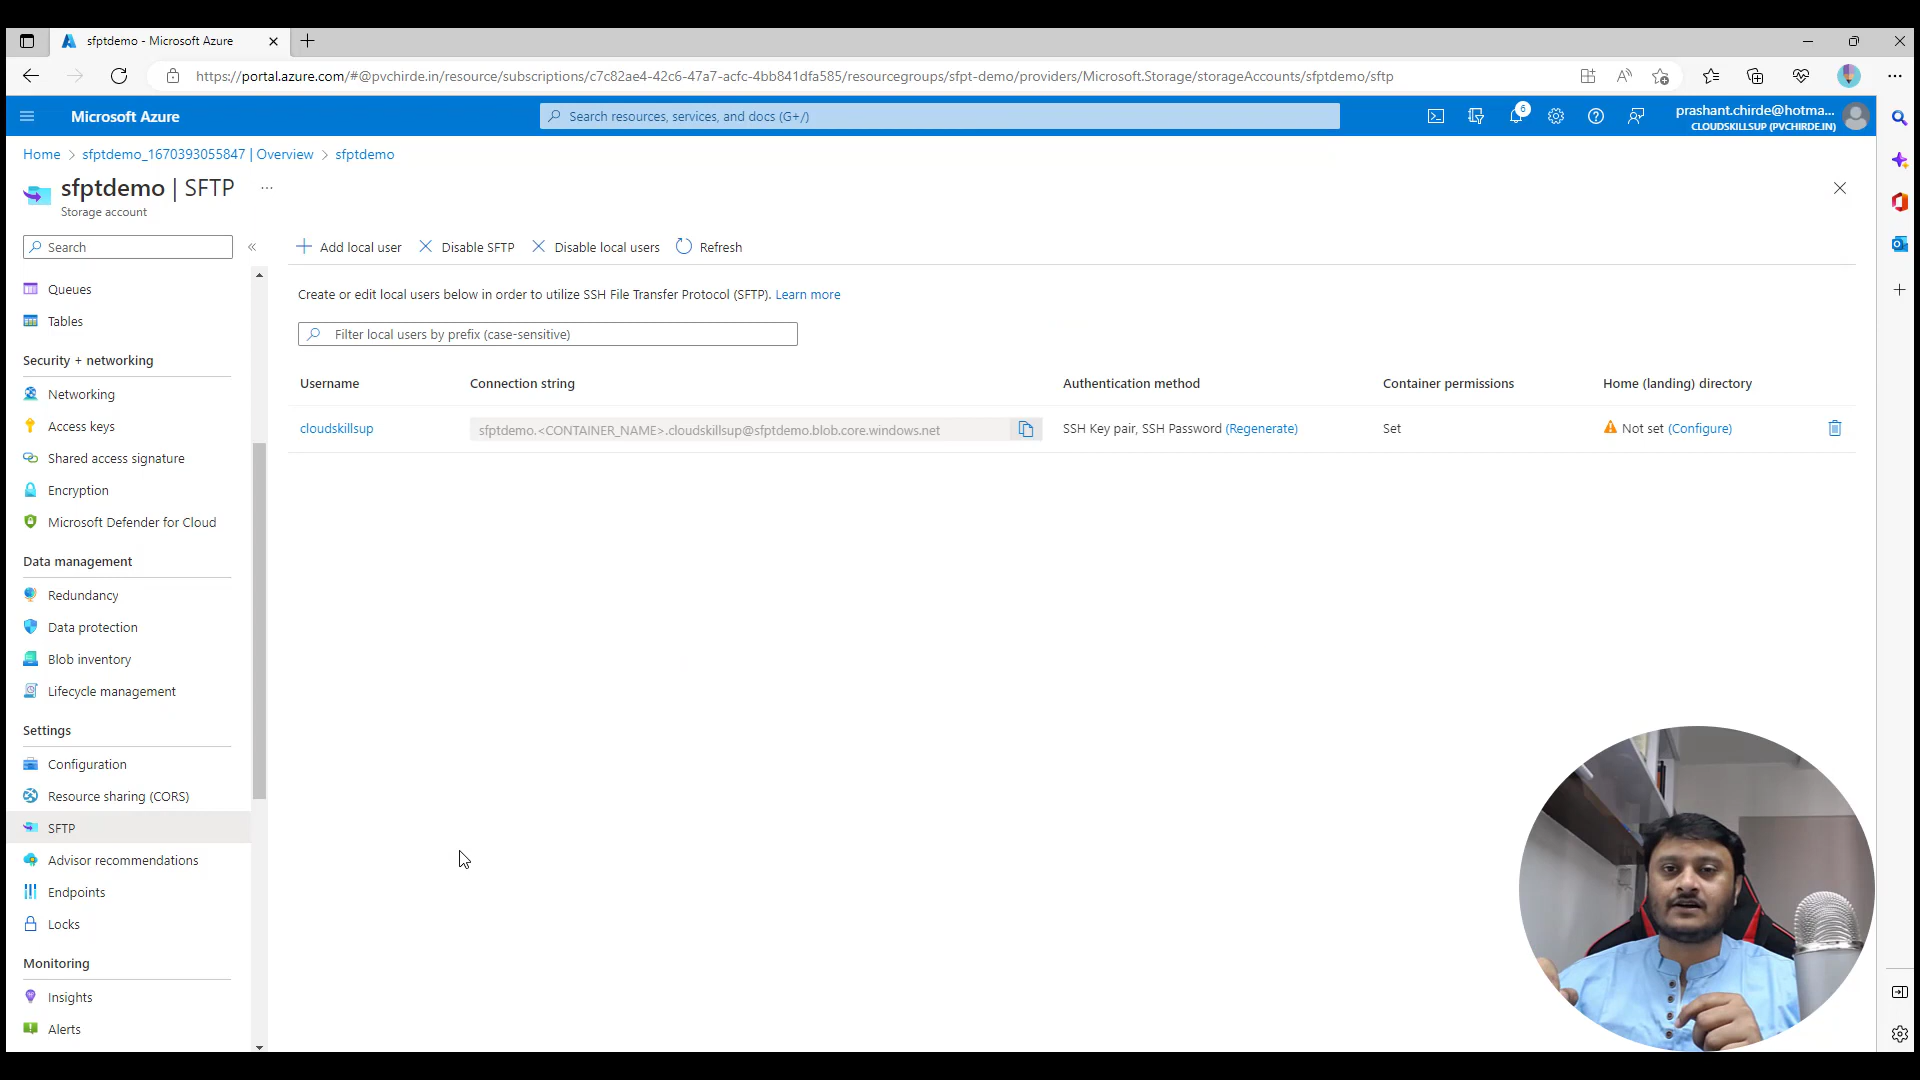 sfptdemo - Microsoft Azure
https://portal.azure.com/#@pvchirde.in/resource/subscriptions/c7c82ae4-42c6-47a7-acfc-4bb841dfa585/resourcegroups/sfpt-demo/providers/Microsoft.Storage/storageAccounts/sfptdemo/sftp
Microsoft Azure
Search resources, services, and docs (G+/)
6
prashant.chirde@hotma...
CLOUDSKILLSUP (PVCHIRDE.IN)
Home > sfptdemo_1670393055847 | Overview > sfptdemo
sfptdemo | SFTP ...
Storage account
Search
Queues
Tables
Security + networking
Networking
Access keys
Shared access signature
Encryption
Microsoft Defender for Cloud
Data management
Redundancy
Data protection
Blob inventory
Lifecycle management
Settings
Configuration
Resource sharing (CORS)
SFTP
Advisor recommendations
Endpoints
Locks
Monitoring
Insights
Alerts
Add local user Disable SFTP Disable local users Refresh
Create or edit local users below in order to utilize SSH File Transfer Protocol (SFTP). Learn more
Filter local users by prefix (case-sensitive)
Username Connection string Authentication method Container permissions Home (landing) directory
cloudskillsup sfptdemo.<CONTAINER_NAME>.cloudskillsup@sfptdemo.blob.core.windows.net SSH Key pair, SSH Password (Regenerate) Set Not set (Configure)